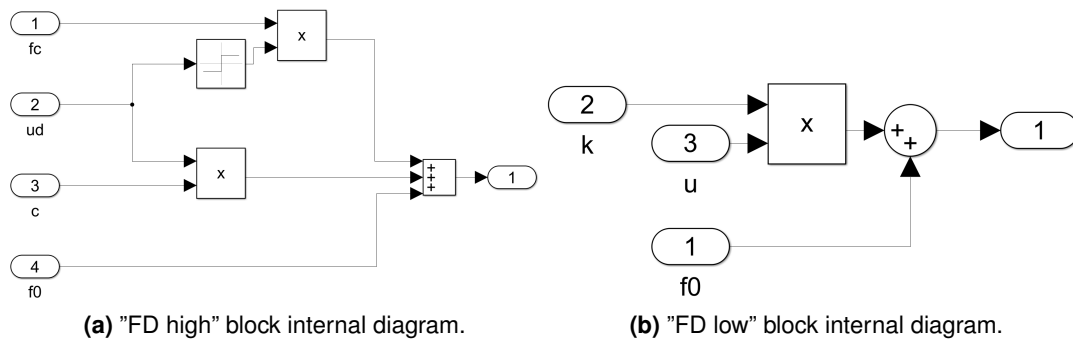 1
fc
x
2
ud
3
c
x
+
+
+
1
4
f0
2
k
3
u
x
+
+
1
1
f0
(a) ”FD high” block internal diagram.
(b) ”FD low” block internal diagram.